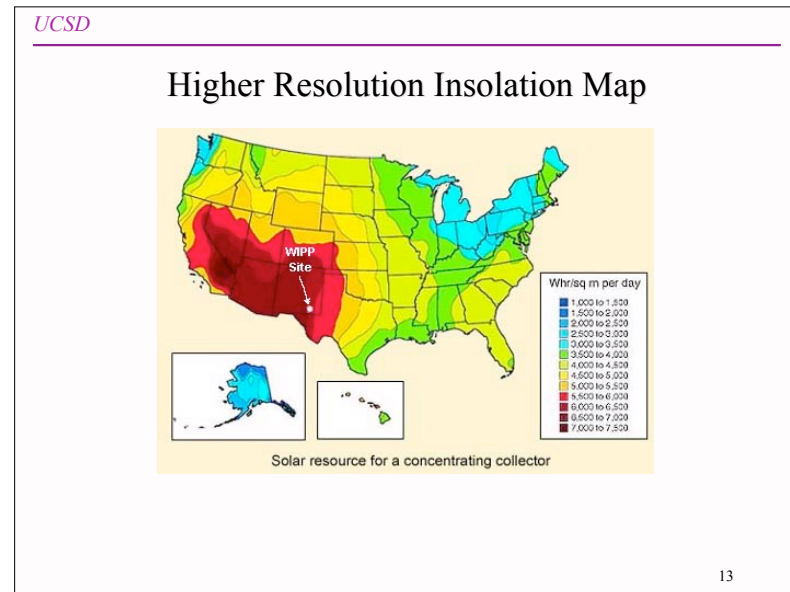 UCSD
Higher Resolution Insolation Map
WIPP
Site
Whr/sq m per day
1,000 to 1,500
1,500 to 2,000
2,000 to 2,500
2,500 to 3,000
3,000 to 3,500
3,500 to 4,000
4,000 to 4,500
4,500 to 5,000
5,000 to 5,500
5,500 to 6,000
6,000 to 6,500
6,500 to 7,000
7,000 to 7,500
Solar resource for a concentrating collector
13